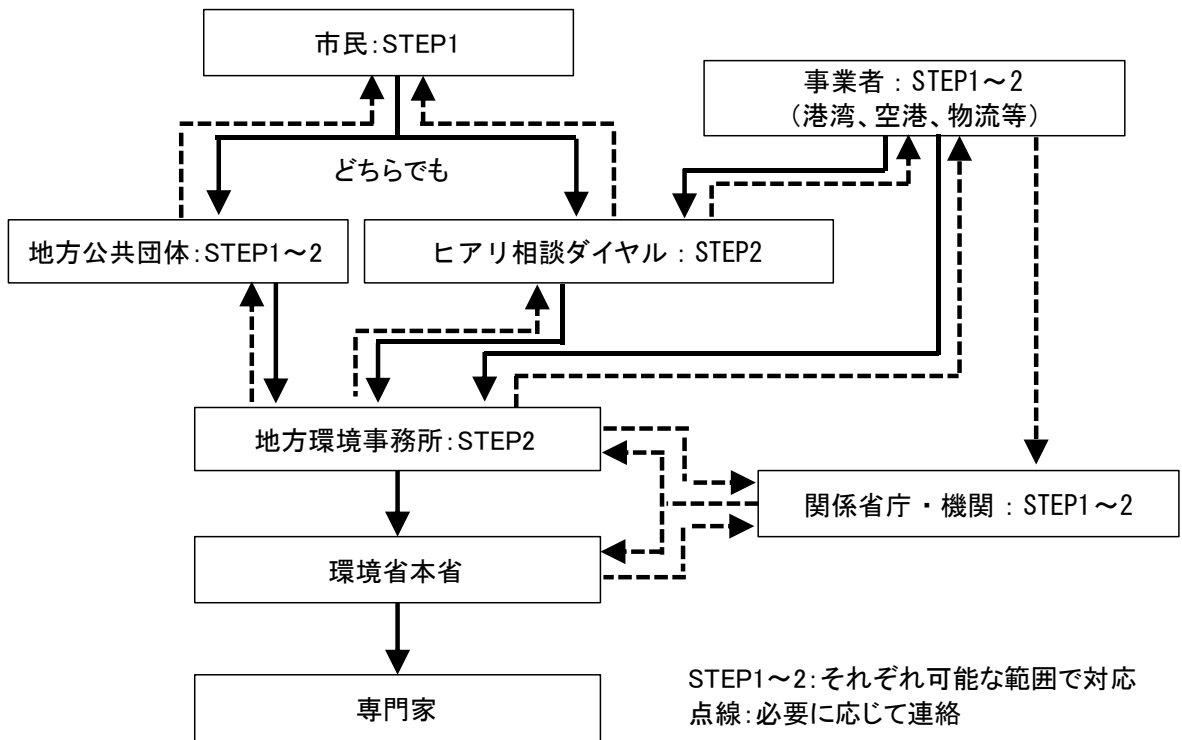 市民:STEP1
事業者：STEP1～2
（港湾、空港、物流等）
どちらでも
地方公共団体:STEP1～2
ヒアリ相談ダイヤル：STEP2
地方環境事務所:STEP2
関係省庁・機関：STEP1～2
環境省本省
専門家
STEP1～2:それぞれ可能な範囲で対応
点線:必要に応じて連絡